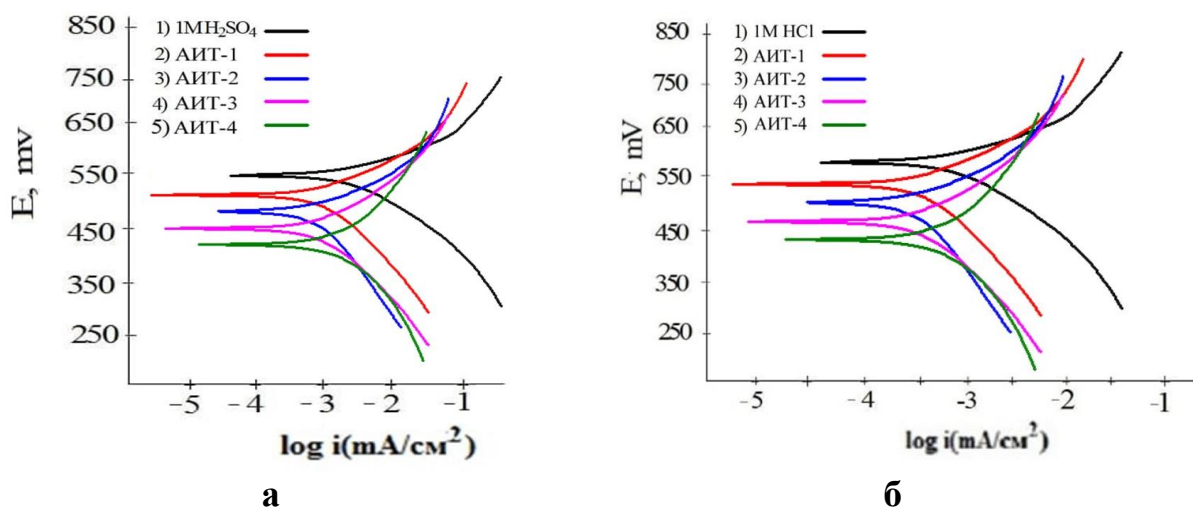 850
750
650
550
450
350
250
E, mv
1) 1MH₂SO₄
2) АИТ-1
3) АИТ-2
4) АИТ-3
5) АИТ-4
-5 -4 -3 -2 -1
log i(mA/см²)
а
850
750
650
550
450
350
250
E, mv
1) 1M HCl
2) АИТ-1
3) АИТ-2
4) АИТ-3
5) АИТ-4
-5 -4 -3 -2 -1
log i(mA/см²)
б